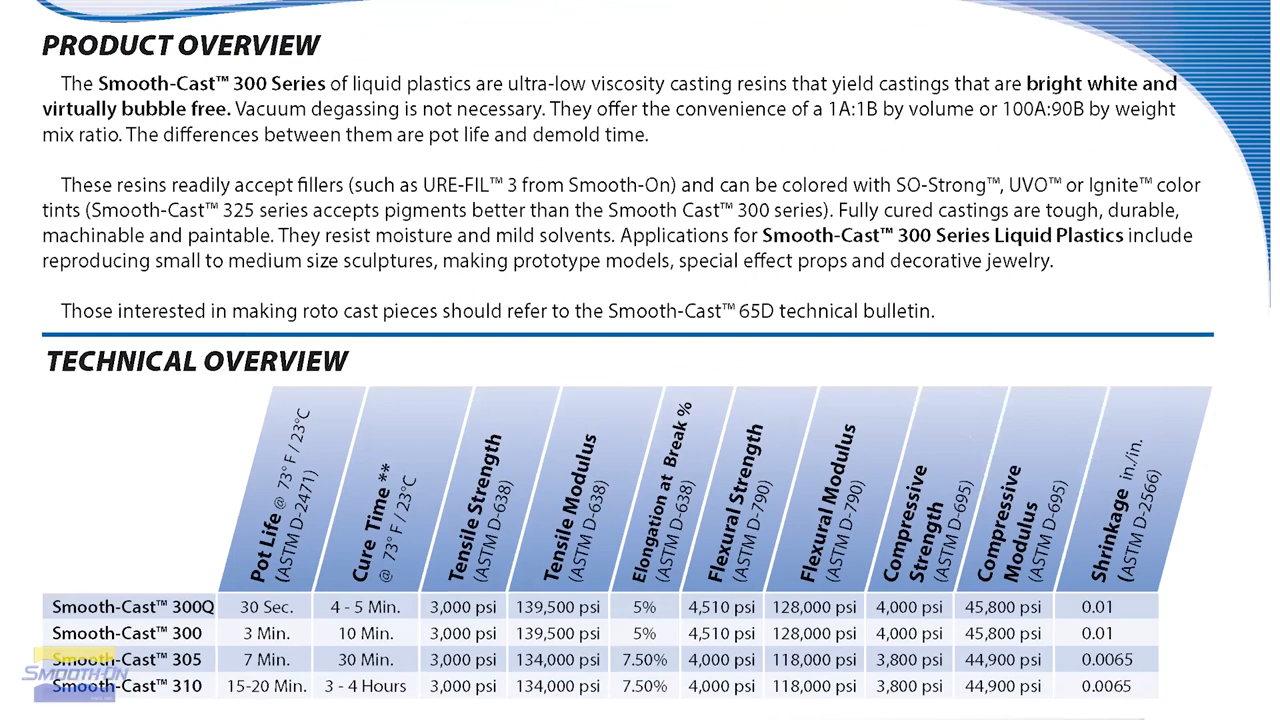 PRODUCT OVERVIEW
The Smooth-Cast™ 300 Series of liquid plastics are ultra-low viscosity casting resins that yield castings that are bright white and
virtually bubble free. Vacuum degassing is not necessary. They offer the convenience of a 1A:1B by volume or 100A:90B by weight
mix ratio. The differences between them are pot life and demold time.
These resins readily accept fillers (such as URE-FIL™ 3 from Smooth-On) and can be colored with SO-Strong™, UVO™ or Ignite™ color
tints (Smooth-Cast™ 325 series accepts pigments better than the Smooth Cast™ 300 series). Fully cured castings are tough, durable,
machinable and paintable. They resist moisture and mild solvents. Applications for Smooth-Cast™ 300 Series Liquid Plastics include
reproducing small to medium size sculptures, making prototype models, special effect props and decorative jewelry.
Those interested in making roto cast pieces should refer to the Smooth-Cast™ 65D technical bulletin.
TECHNICAL OVERVIEW
Pot Life @ 73° F / 23°C
(ASTM D-2471)
Cure Time **
@ 73° F / 23°C
Tensile Strength
(ASTM D-638)
Tensile Modulus
(ASTM D-638)
Elongation at Break %
(ASTM D-638)
Flexural Strength
(ASTM D-790)
Flexural Modulus
(ASTM D-790)
Compressive
Strength
(ASTM D-695)
Compressive
Modulus
(ASTM D-695)
Shrinkage in./in.
(ASTM D-2566)
Smooth-Cast™ 300Q 30 Sec. 4 - 5 Min. 3,000 psi 139,500 psi 5% 4,510 psi 128,000 psi 4,000 psi 45,800 psi 0.01
Smooth-Cast™ 300 3 Min. 10 Min. 3,000 psi 139,500 psi 5% 4,510 psi 128,000 psi 4,000 psi 45,800 psi 0.01
Smooth-Cast™ 305 7 Min. 30 Min. 3,000 psi 134,000 psi 7.50% 4,000 psi 118,000 psi 3,800 psi 44,900 psi 0.0065
Smooth-Cast™ 310 15-20 Min. 3 - 4 Hours 3,000 psi 134,000 psi 7.50% 4,000 psi 118,000 psi 3,800 psi 44,900 psi 0.0065
SMOOTH-ON